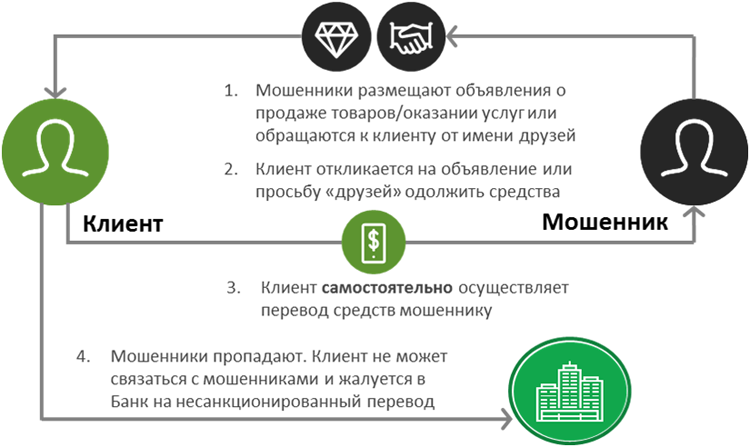 1. Мошенники размещают объявления о
продаже товаров/оказании услуг или
обращаются к клиенту от имени друзей
2. Клиент откликается на объявление или
просьбу «друзей» одолжить средства
Клиент
Мошенник
$
3. Клиент самостоятельно осуществляет
перевод средств мошеннику
4. Мошенники пропадают. Клиент не может
связаться с мошенниками и жалуется в
Банк на несанкционированный перевод